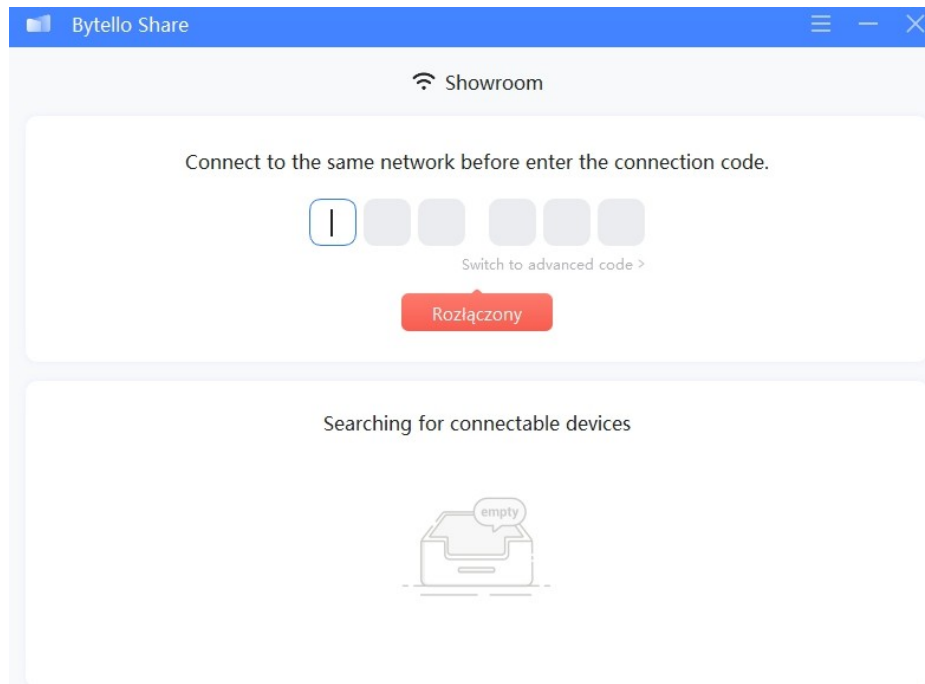 Bytello Share
Showroom
Connect to the same network before enter the connection code.
Switch to advanced code >
Rozłączony
Searching for connectable devices
empty